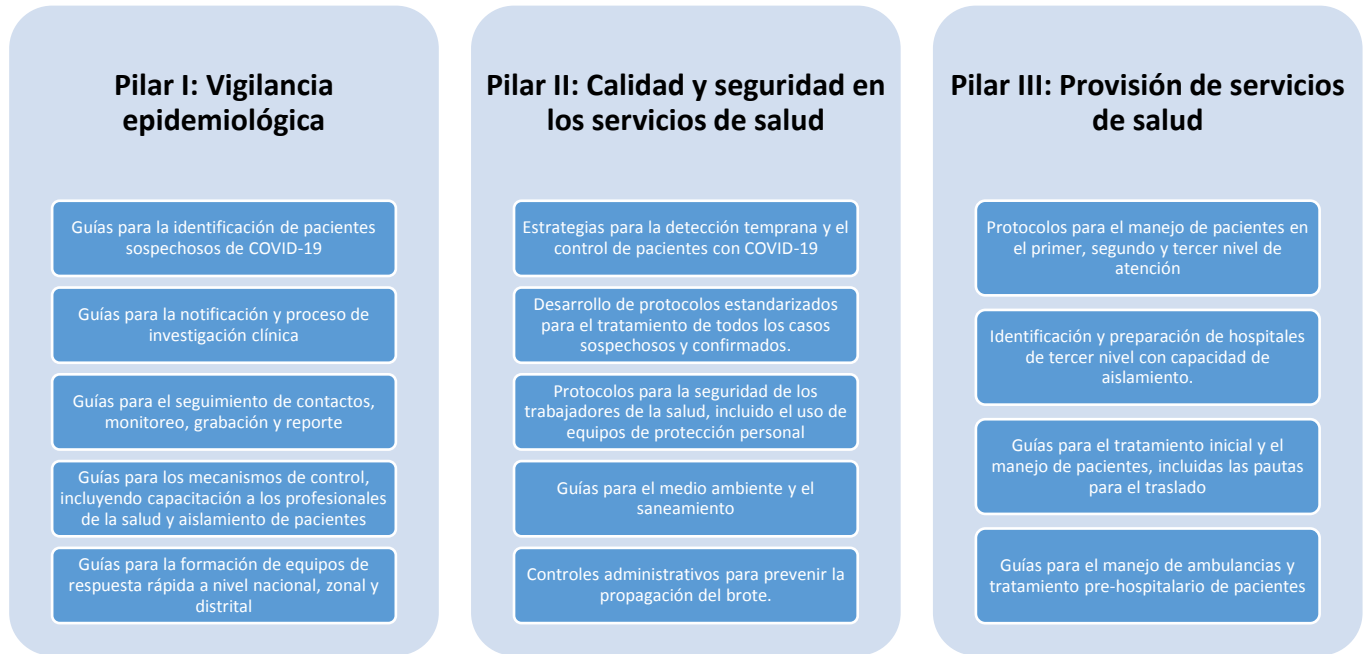 Pilar I: Vigilancia
epidemiológica
Guías para la identificación de pacientes
sospechosos de COVID-19
Guías para la notificación y proceso de
investigación clínica
Guías para el seguimiento de contactos,
monitoreo, grabación y reporte
Guías para los mecanismos de control,
incluyendo capacitación a los profesionales
de la salud y aislamiento de pacientes
Guías para la formación de equipos de
respuesta rápida a nivel nacional, zonal y
distrital
Pilar II: Calidad y seguridad en
los servicios de salud
Estrategias para la detección temprana y el
control de pacientes con COVID-19
Desarrollo de protocolos estandarizados
para el tratamiento de todos los casos
sospechosos y confirmados.
Protocolos para la seguridad de los
trabajadores de la salud, incluido el uso de
equipos de protección personal
Guías para el medio ambiente y el
saneamiento
Controles administrativos para prevenir la
propagación del brote.
Pilar III: Provisión de servicios
de salud
Protocolos para el manejo de pacientes en
el primer, segundo y tercer nivel de
atención
Identificación y preparación de hospitales
de tercer nivel con capacidad de
aislamiento.
Guías para el tratamiento inicial y el
manejo de pacientes, incluidas las pautas
para el traslado
Guías para el manejo de ambulancias y
tratamiento pre-hospitalario de pacientes